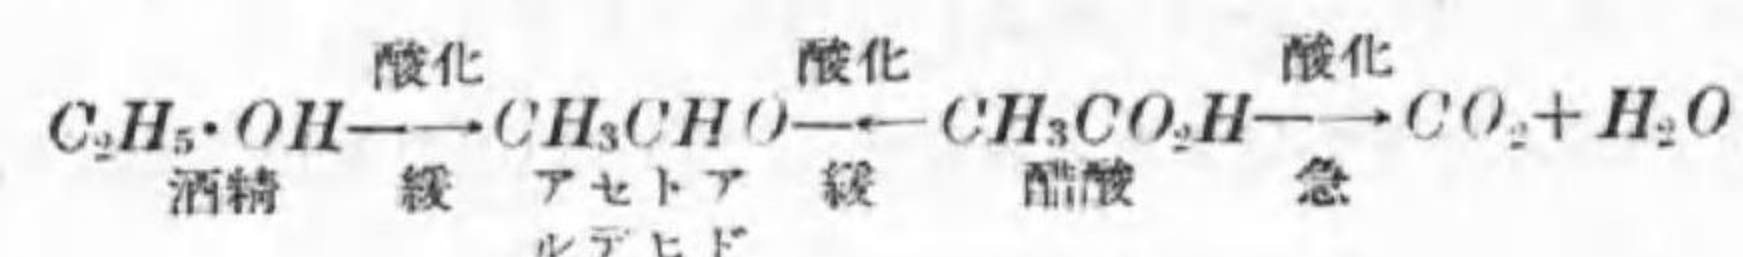 酸化 酸化 酸化
C₂H₅·OH—→CH₃CHO—←CH₃CO₂H—→CO₂+H₂O
酒精 緩 アセトア 緩 醋酸 急
ルデヒド